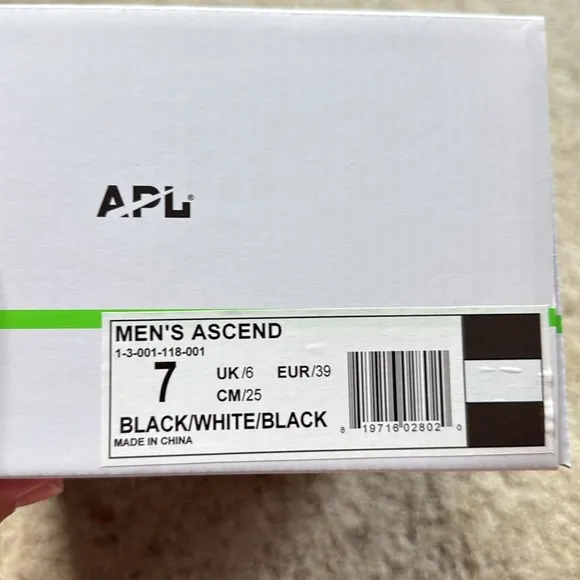 APL®
MEN'S ASCEND
1-3-001-118-001
7 UK/6 EUR/39
CM/25
BLACK/WHITE/BLACK
MADE IN CHINA
8 19716 02802 0